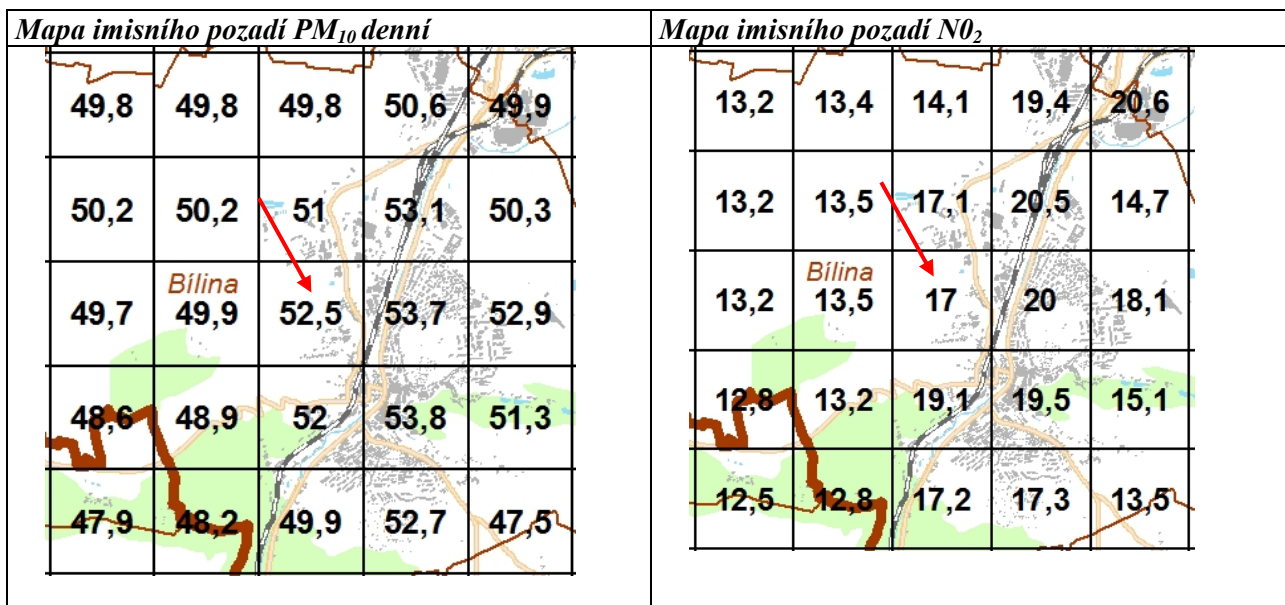 Mapa imisního pozadí PM10 denní
49,8 49,8 49,8 50,6 49,9
50,2 50,2 51 53,1 50,3
Bílina
49,7 49,9 52,5 53,7 52,9
48,6 48,9 52 53,8 51,3
47,9 48,2 49,9 52,7 47,5
Mapa imisního pozadí N02
13,2 13,4 14,1 19,4 20,6
13,2 13,5 17,1 20,5 14,7
Bílina
13,2 13,5 17 20 18,1
12,8 13,2 19,1 19,5 15,1
12,5 12,8 17,2 17,3 13,5